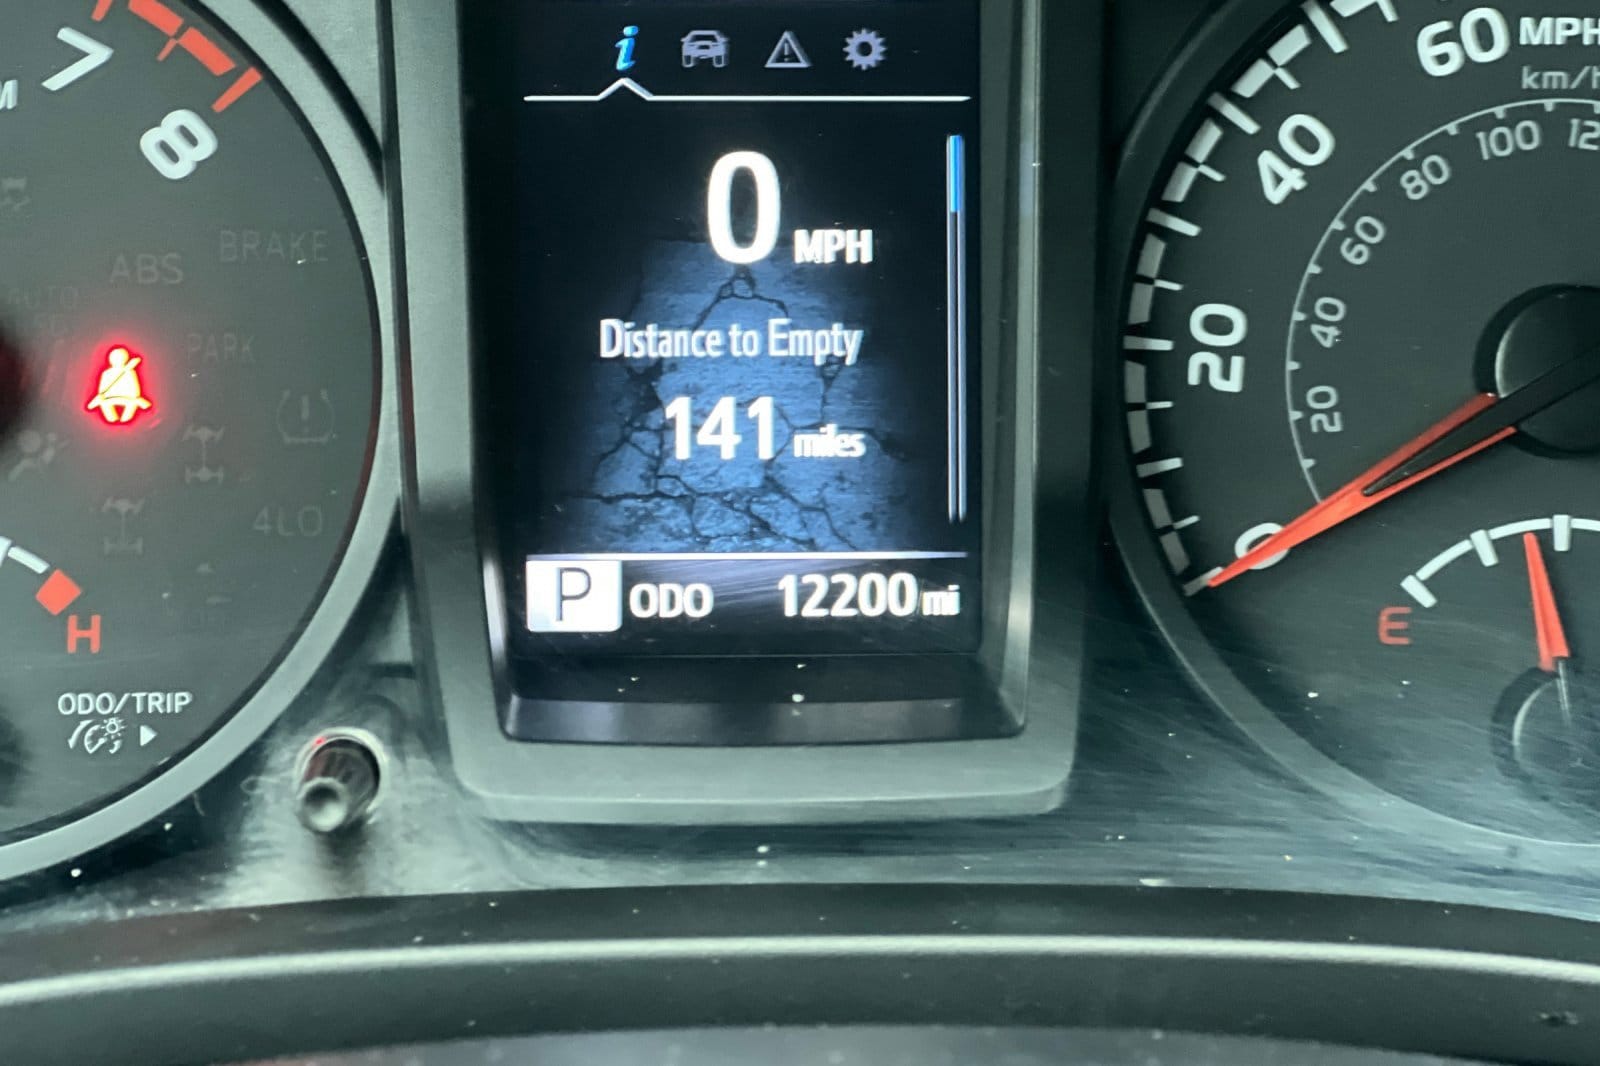 7
8
BRAKE
ABS
PARK
4LO
H
ODO/TRIP
i
0 MPH
Distance to Empty
141 miles
P ODO 12200 mi
60 MPH
km/h
40
20
0
100
80
60
40
20
E